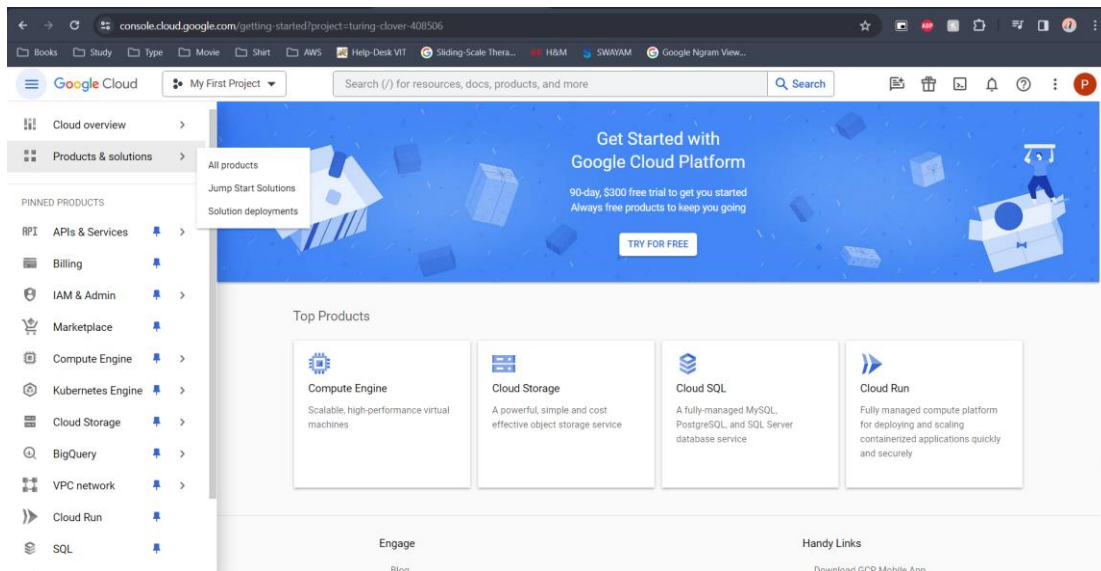 console.cloud.google.com/getting-started?project=turing-clover-408506
Books Study Type Movie Shirt AWS Help-Desk VIT Sliding-Scale Thera... H&M SWAYAM Google Ngram View...
Google Cloud My First Project Search (/) for resources, docs, products, and more Search P
Cloud overview
Products & solutions
All products
Jump Start Solutions
Solution deployments
PINNED PRODUCTS
API APIs & Services
Billing
IAM & Admin
Marketplace
Compute Engine
Kubernetes Engine
Cloud Storage
BigQuery
VPC network
Cloud Run
SQL
Get Started with
Google Cloud Platform
90-day, $300 free trial to get you started
Always free products to keep you going
TRY FOR FREE
Top Products
Compute Engine
Scalable, high-performance virtual
machines
Cloud Storage
A powerful, simple and cost
effective object storage service
Cloud SQL
A fully-managed MySQL,
PostgreSQL, and SQL Server
database service
Cloud Run
Fully managed compute platform
for deploying and scaling
containerized applications quickly
and securely
Engage
Blog
Handy Links
Download GCP Mobile App